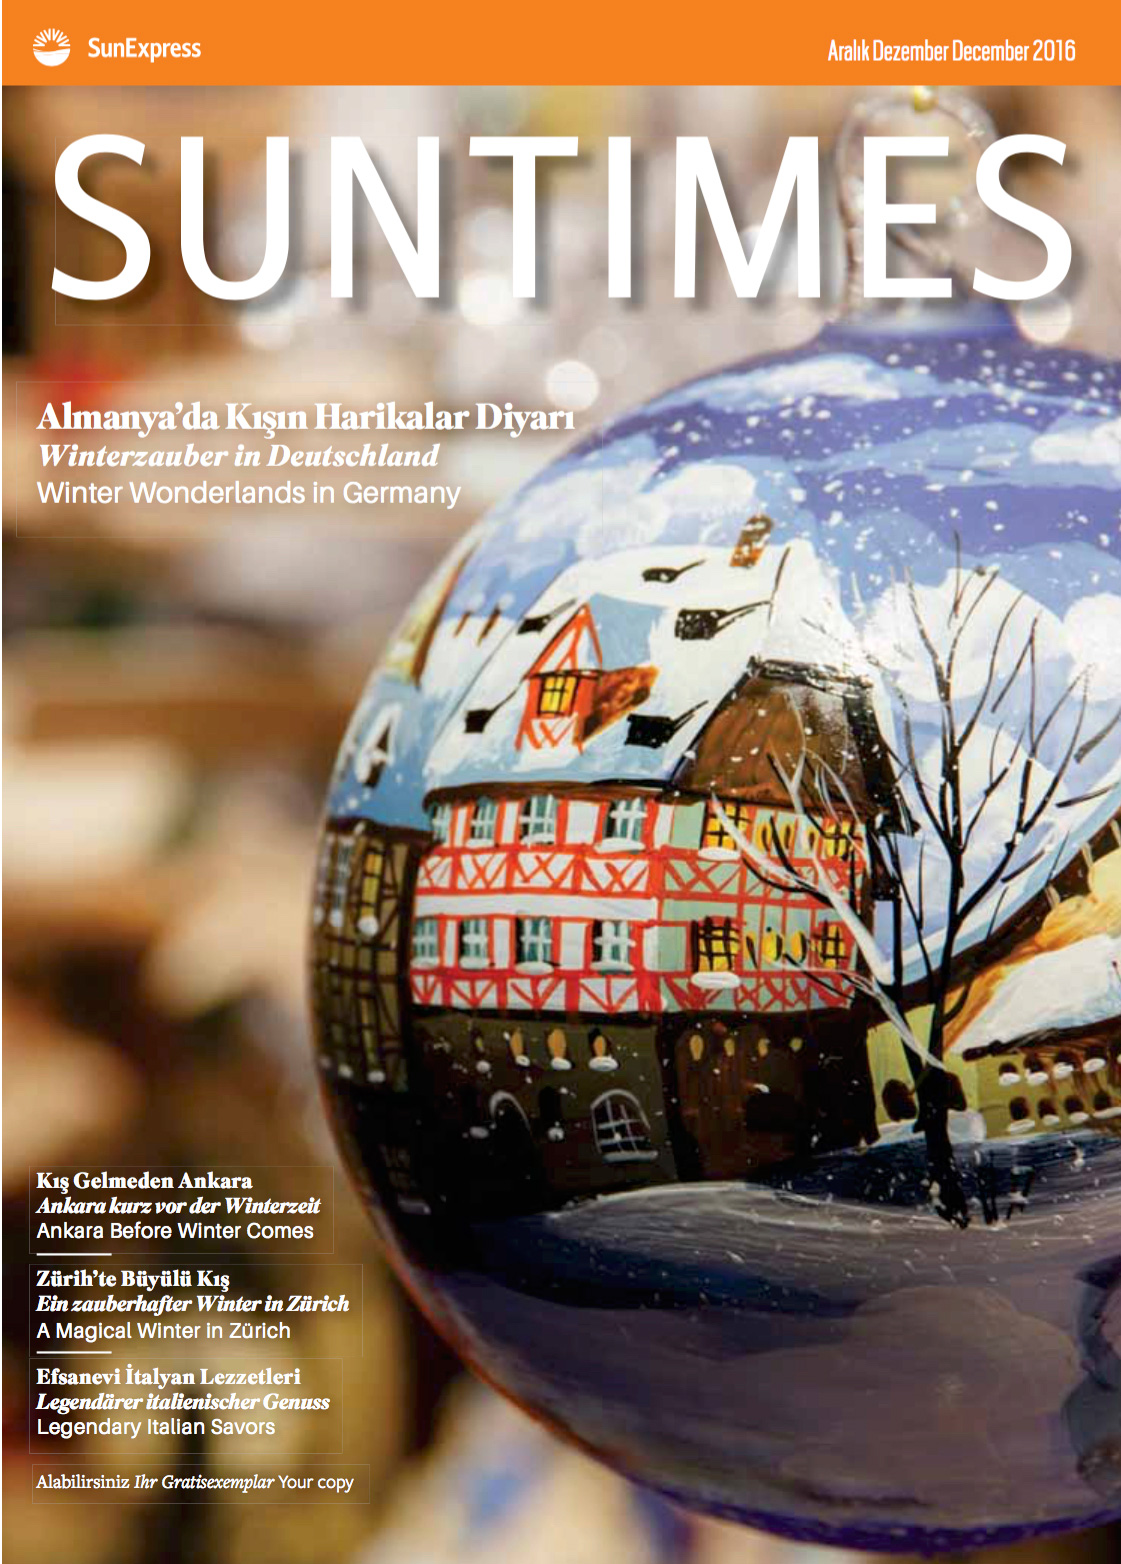 SunExpress
Aralık Dezember December 2016
SUNTIMES
Almanya’da Kışın Harikalar Diyarı
Winterzauber in Deutschland
Winter Wonderlands in Germany
Kış Gelmeden Ankara
Ankara kurz vor der Winterzeit
Ankara Before Winter Comes
Zürih’te Büyülü Kış
Ein zauberhafter Winter in Zürich
A Magical Winter in Zürich
Efsanevi İtalyan Lezzetleri
Legendärer italienischer Genuss
Legendary Italian Savors
Alabilirsiniz Ihr Gratisexemplar Your copy